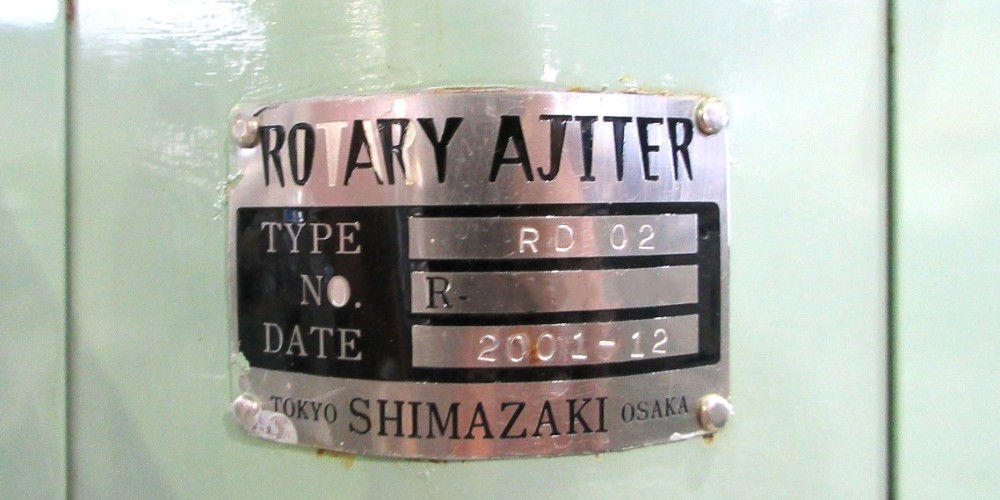 ROTARY AJITER
TYPE RD 02
NO. R-
DATE 2001-12
TOKYO SHIMAZAKI OSAKA